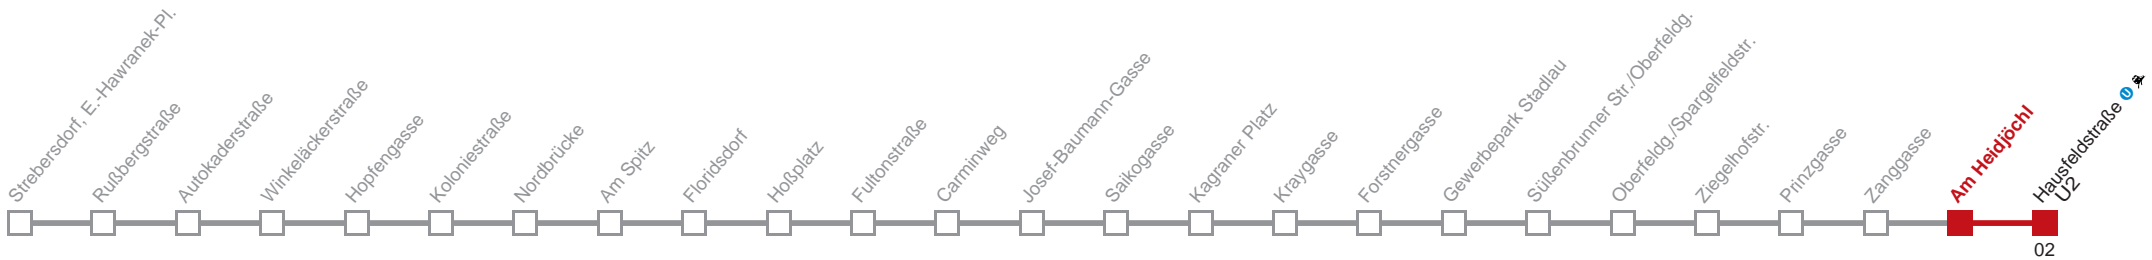 Strebersdorf, E.-Hawranek-Pl.
Rußbergstraße
Autokaderstraße
Winkeläckerstraße
Hopfengasse
Koloniestraße
Nordbrücke
Am Spitz
Floridsdorf
Hoßplatz
Fultonstraße
Carminweg
Josef-Baumann-Gasse
Saikogasse
Kagraner Platz
Kraygasse
Forstnergasse
Gewerbepark Stadlau
Süßenbrunner Str./Oberfeldg.
Oberfeldg./Spargelfeldstr.
Ziegelhofstr.
Prinzgasse
Zanggasse
Am Heidjöchl
Hausfeldstraße U
U2
02